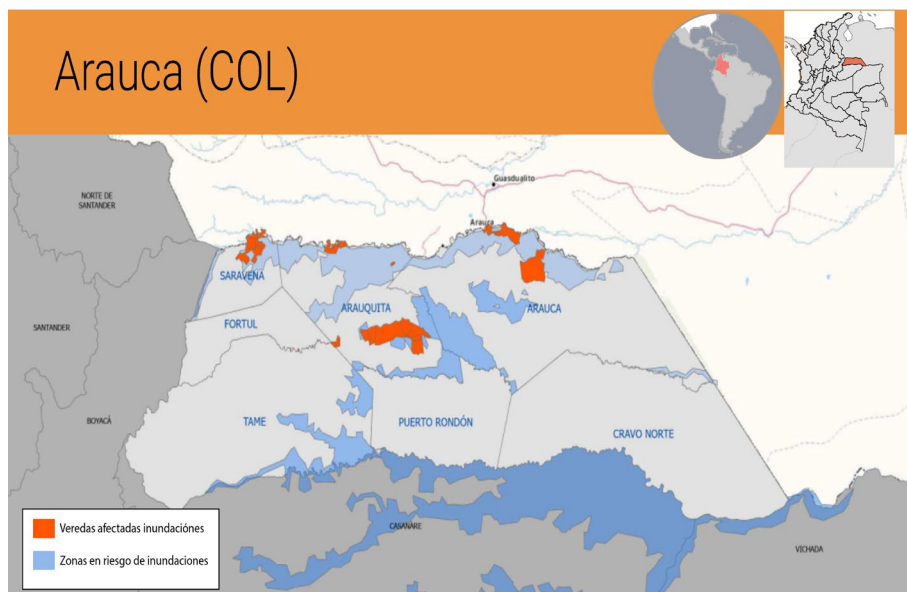 Arauca (COL)
NORTE DE
SANTANDER
Guasdualito
Arauca
SARAVENA
ARAUQUITA
ARAUCA
FORTUL
SANTANDER
BOYACÁ
TAME
PUERTO RONDÓN
CRAVO NORTE
CASANARE
VICHADA
Veredas afectadas inundaciónes
Zonas en riesgo de inundaciones